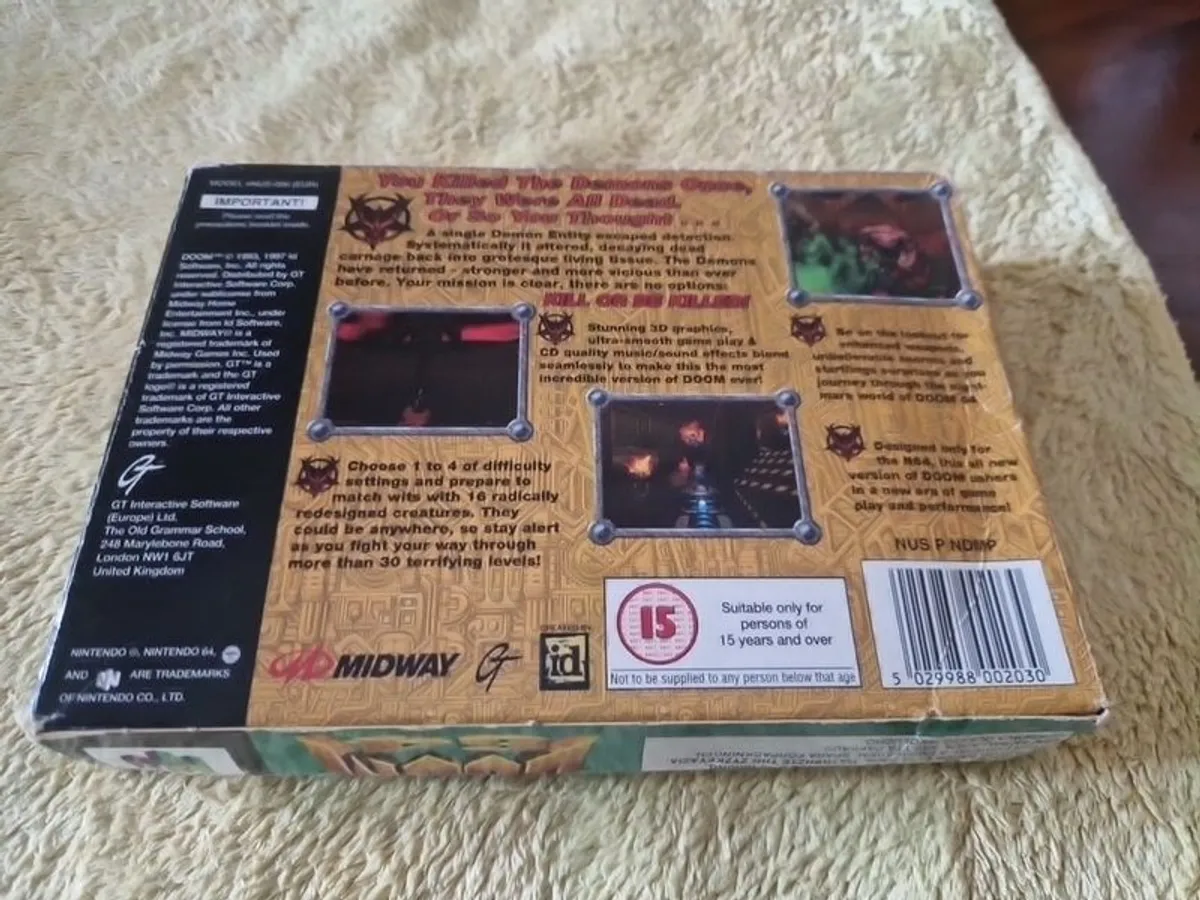 IMPORTANT!
Please read the
precautions booklet inside.
DOOM™ © 1993, 1997 id
Software, Inc. All rights
reserved. Distributed by GT
Interactive Software Corp.
under sublicense from
Midway Home
Entertainment Inc., under
license from Id Software,
Inc. MIDWAY® is a
registered trademark of
Midway Games Inc. Used
by permission. GT™ is a
trademark and the GT
logo® is a registered
trademark of GT Interactive
Software Corp. All other
trademarks are the
property of their respective
owners.
GT
GT Interactive Software
(Europe) Ltd.
The Old Grammar School,
248 Marylebone Road,
London NW1 6JT
United Kingdom
NINTENDO ®, NINTENDO 64,
AND ARE TRADEMARKS
OF NINTENDO CO., LTD.
You Killed The Demons Once,
They Were All Dead.
Or So You Thought . . . .
A single Demon Entity escaped detection.
Systematically it altered, decaying dead
carnage back into grotesque living tissue. The Demons
have returned - stronger and more vicious than ever
before. Your mission is clear, there are no options:
KILL OR BE KILLED!
Stunning 3D graphics,
ultra-smooth game play &
CD quality music/sound effects blend
seamlessly to make this the most
incredible version of DOOM ever!
Be on the
journey through the night-
mare world of DOOM 64
Choose 1 to 4 of difficulty
settings and prepare to
match wits with 16 radically
redesigned creatures. They
could be anywhere, so stay alert
as you fight your way through
more than 30 terrifying levels!
Designed only for
the N64, this all new
version of DOOM ushers
in a new era of game
play and performance!
NUS P NDMP
MIDWAY
GT
CREATED BY
id
15
Suitable only for
persons of
15 years and over
Not to be supplied to any person below that age
5 029988 002030